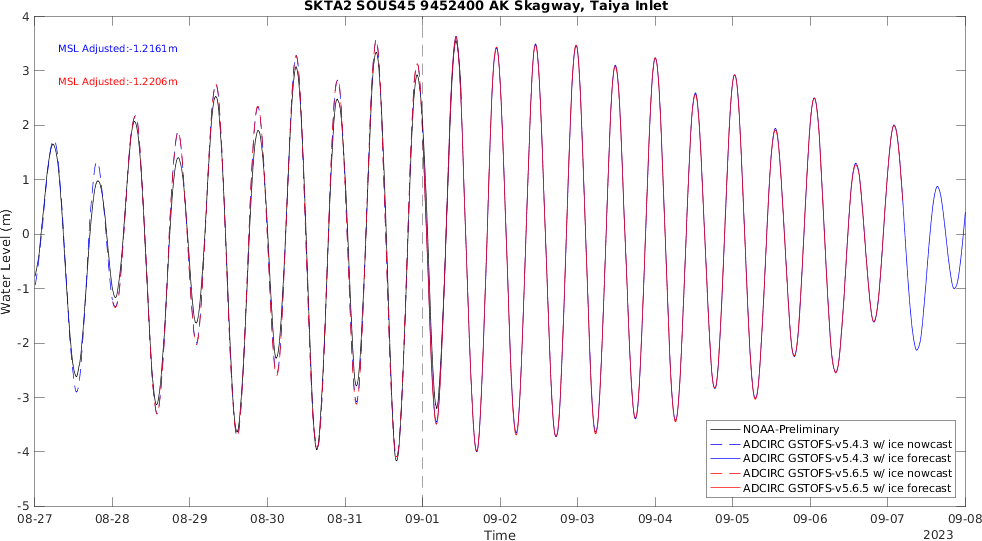 SKTA2 SOUS45 9452400 AK Skagway, Taiya Inlet
4
MSL Adjusted:-1.2161m
3
MSL Adjusted:-1.2206m
2
1
0
-1
-2
-3
-4
-5
Water Level (m)
NOAA-Preliminary
ADCIRC GSTOFS-v5.4.3 w/ ice nowcast
ADCIRC GSTOFS-v5.4.3 w/ ice forecast
ADCIRC GSTOFS-v5.6.5 w/ ice nowcast
ADCIRC GSTOFS-v5.6.5 w/ ice forecast
08-27 08-28 08-29 08-30 08-31 09-01 09-02 09-03 09-04 09-05 09-06 09-07 09-08
Time
2023